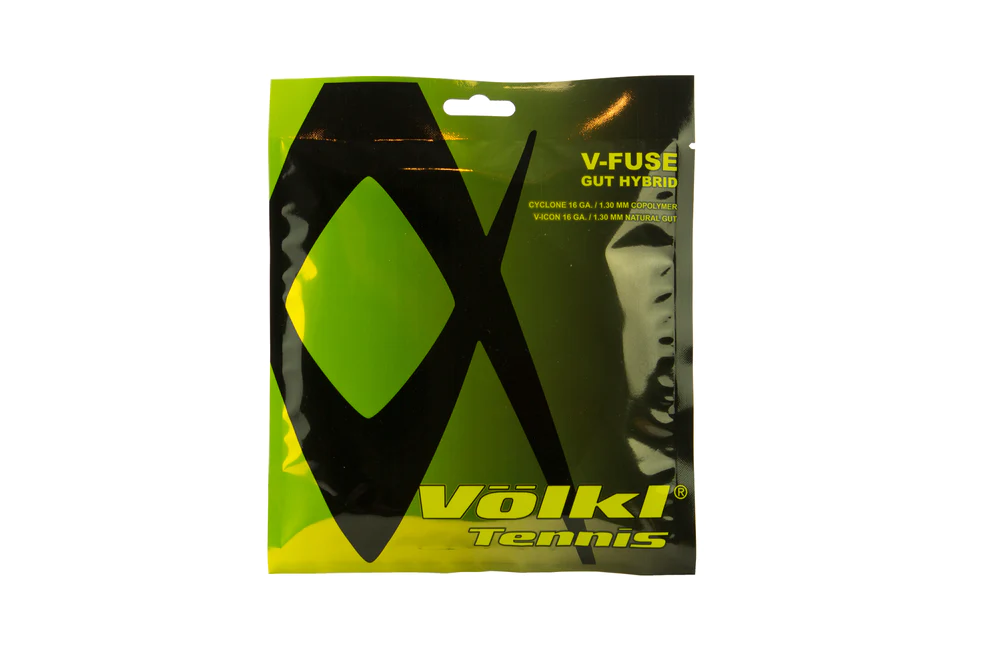 V-FUSE
GUT HYBRID
CYCLONE 16 GA. / 1.30 MM COPOLYMER
V-ICON 16 GA. / 1.30 MM NATURAL GUT
Völkl®
Tennis